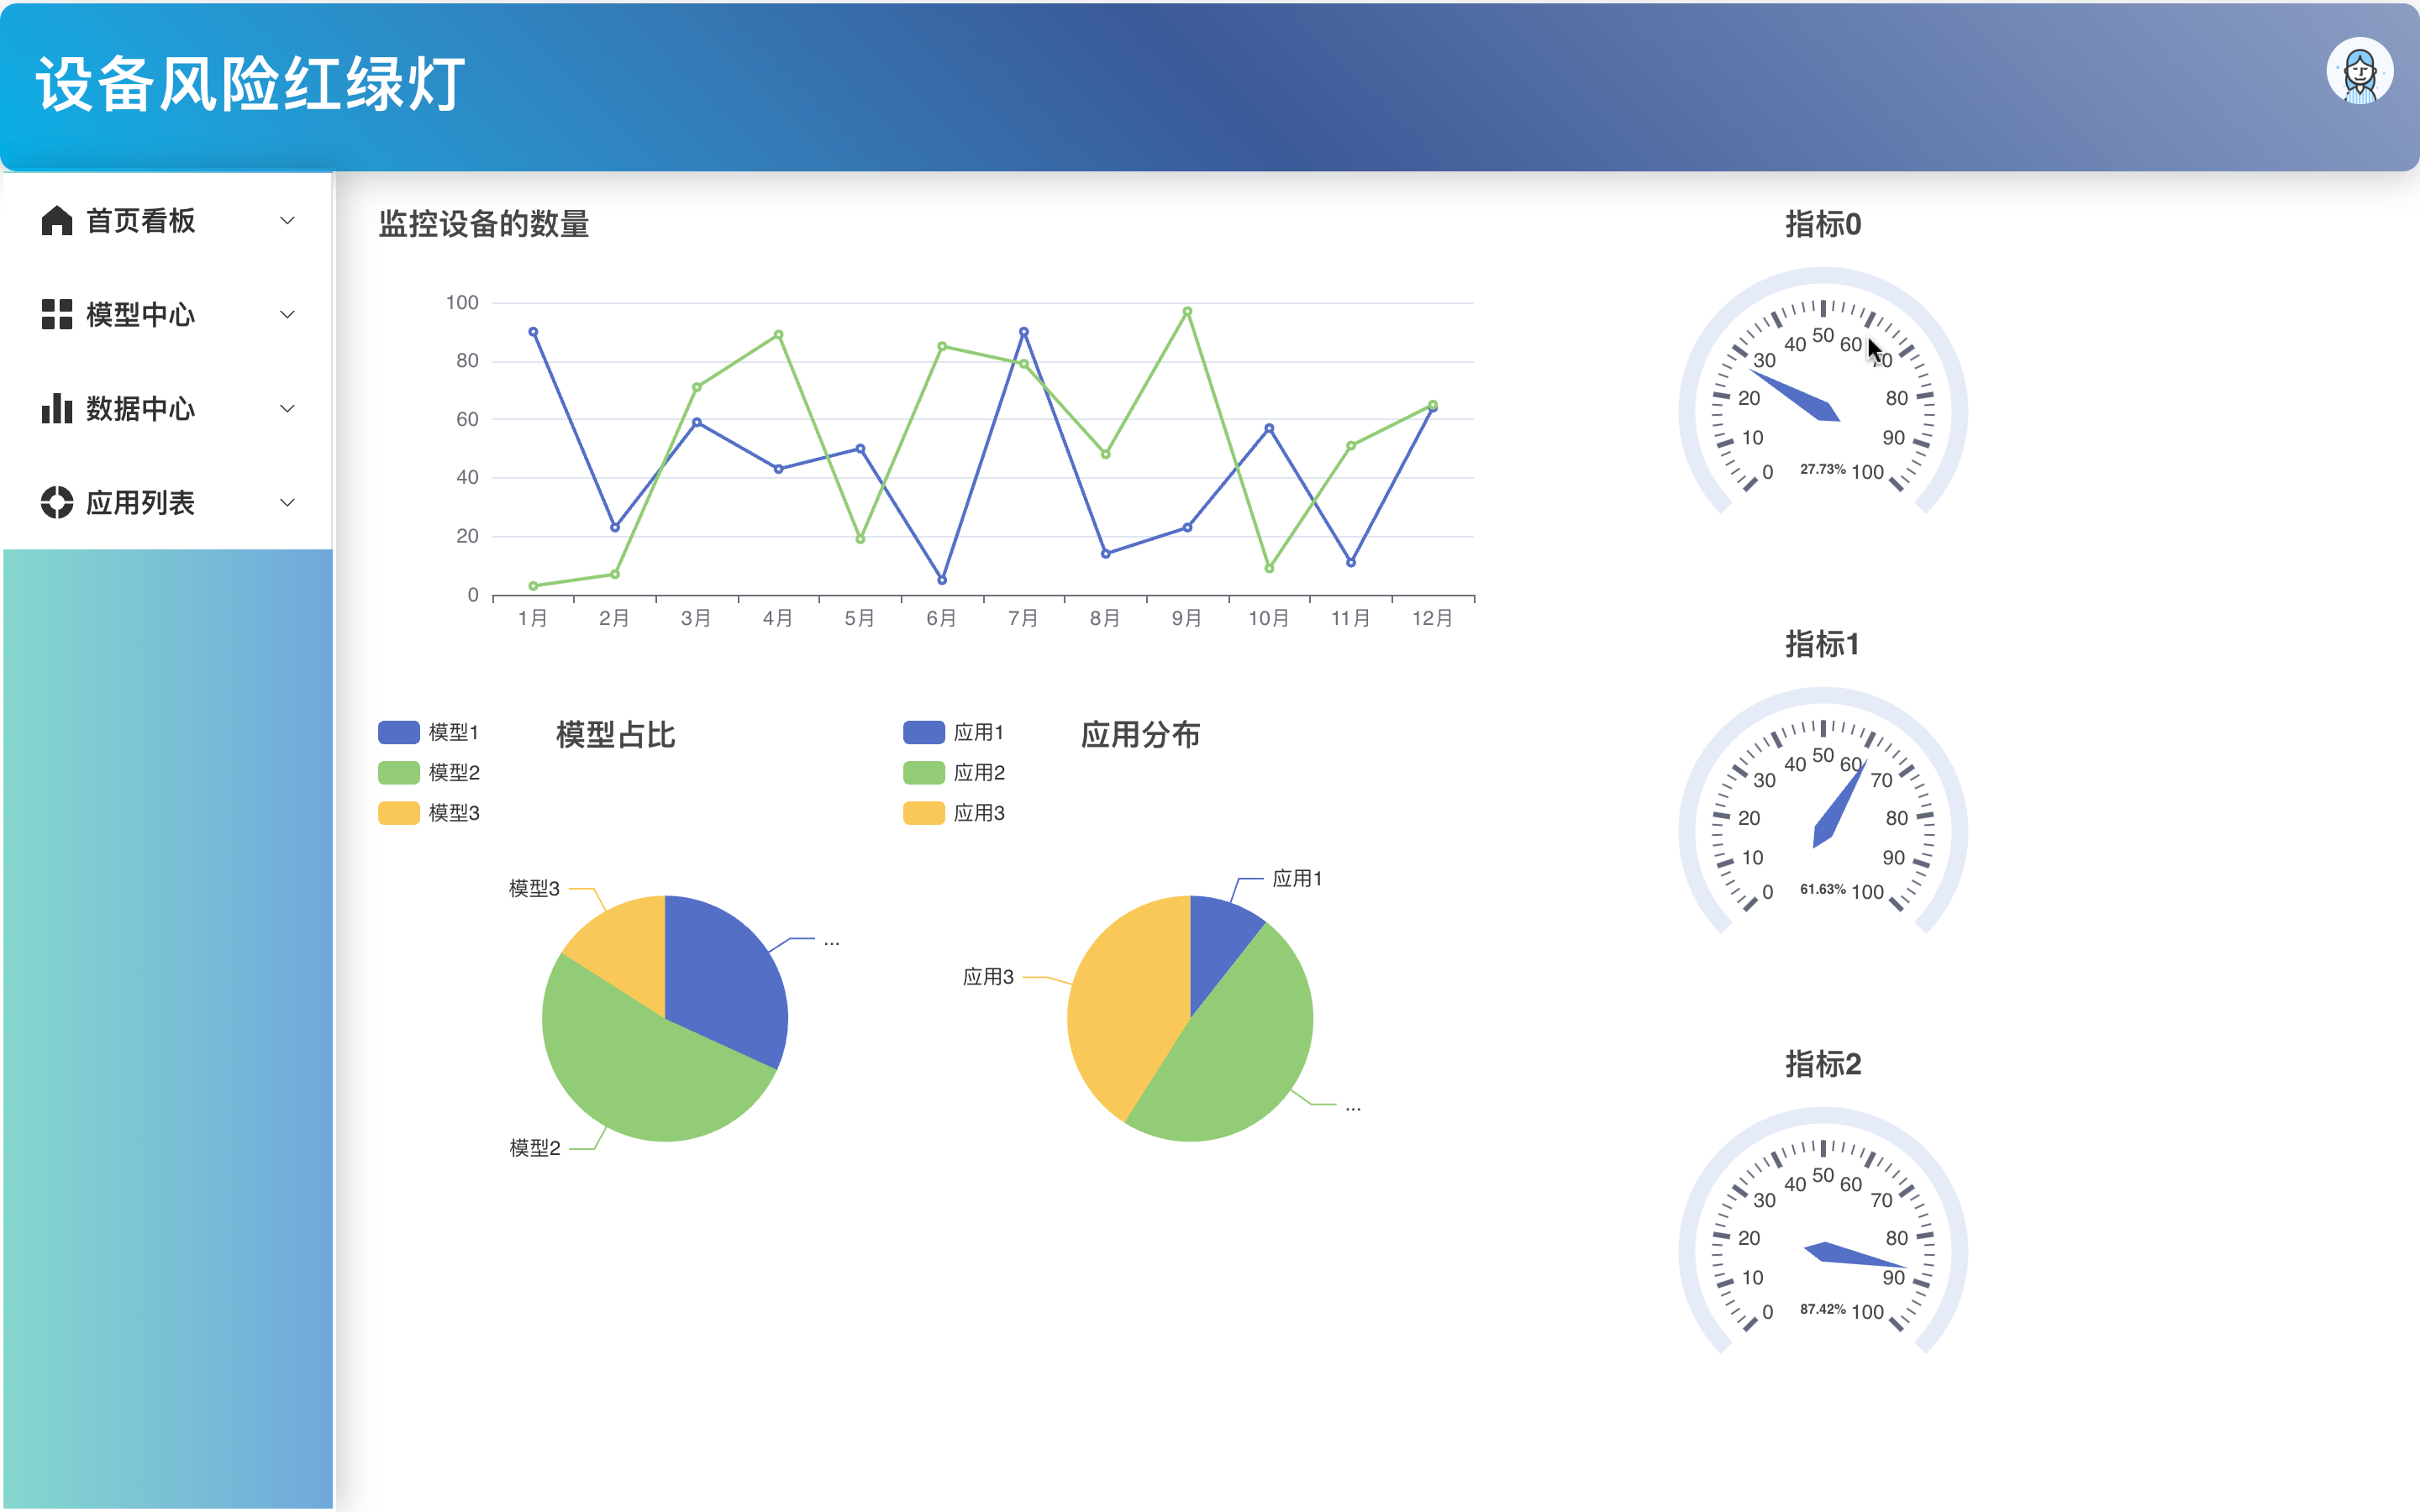 设备风险红绿灯
首页看板
模型中心
数据中心
应用列表
监控设备的数量
100
80
60
40
20
0
1月 2月 3月 4月 5月 6月 7月 8月 9月 10月 11月 12月
模型1
模型2
模型3
模型占比
模型3
...
模型2
应用1
应用2
应用3
应用分布
应用1
应用3
...
指标0
0 10 20 30 40 50 60 70 80 90 100
27.73%
指标1
0 10 20 30 40 50 60 70 80 90 100
61.63%
指标2
0 10 20 30 40 50 60 70 80 90 100
87.42%